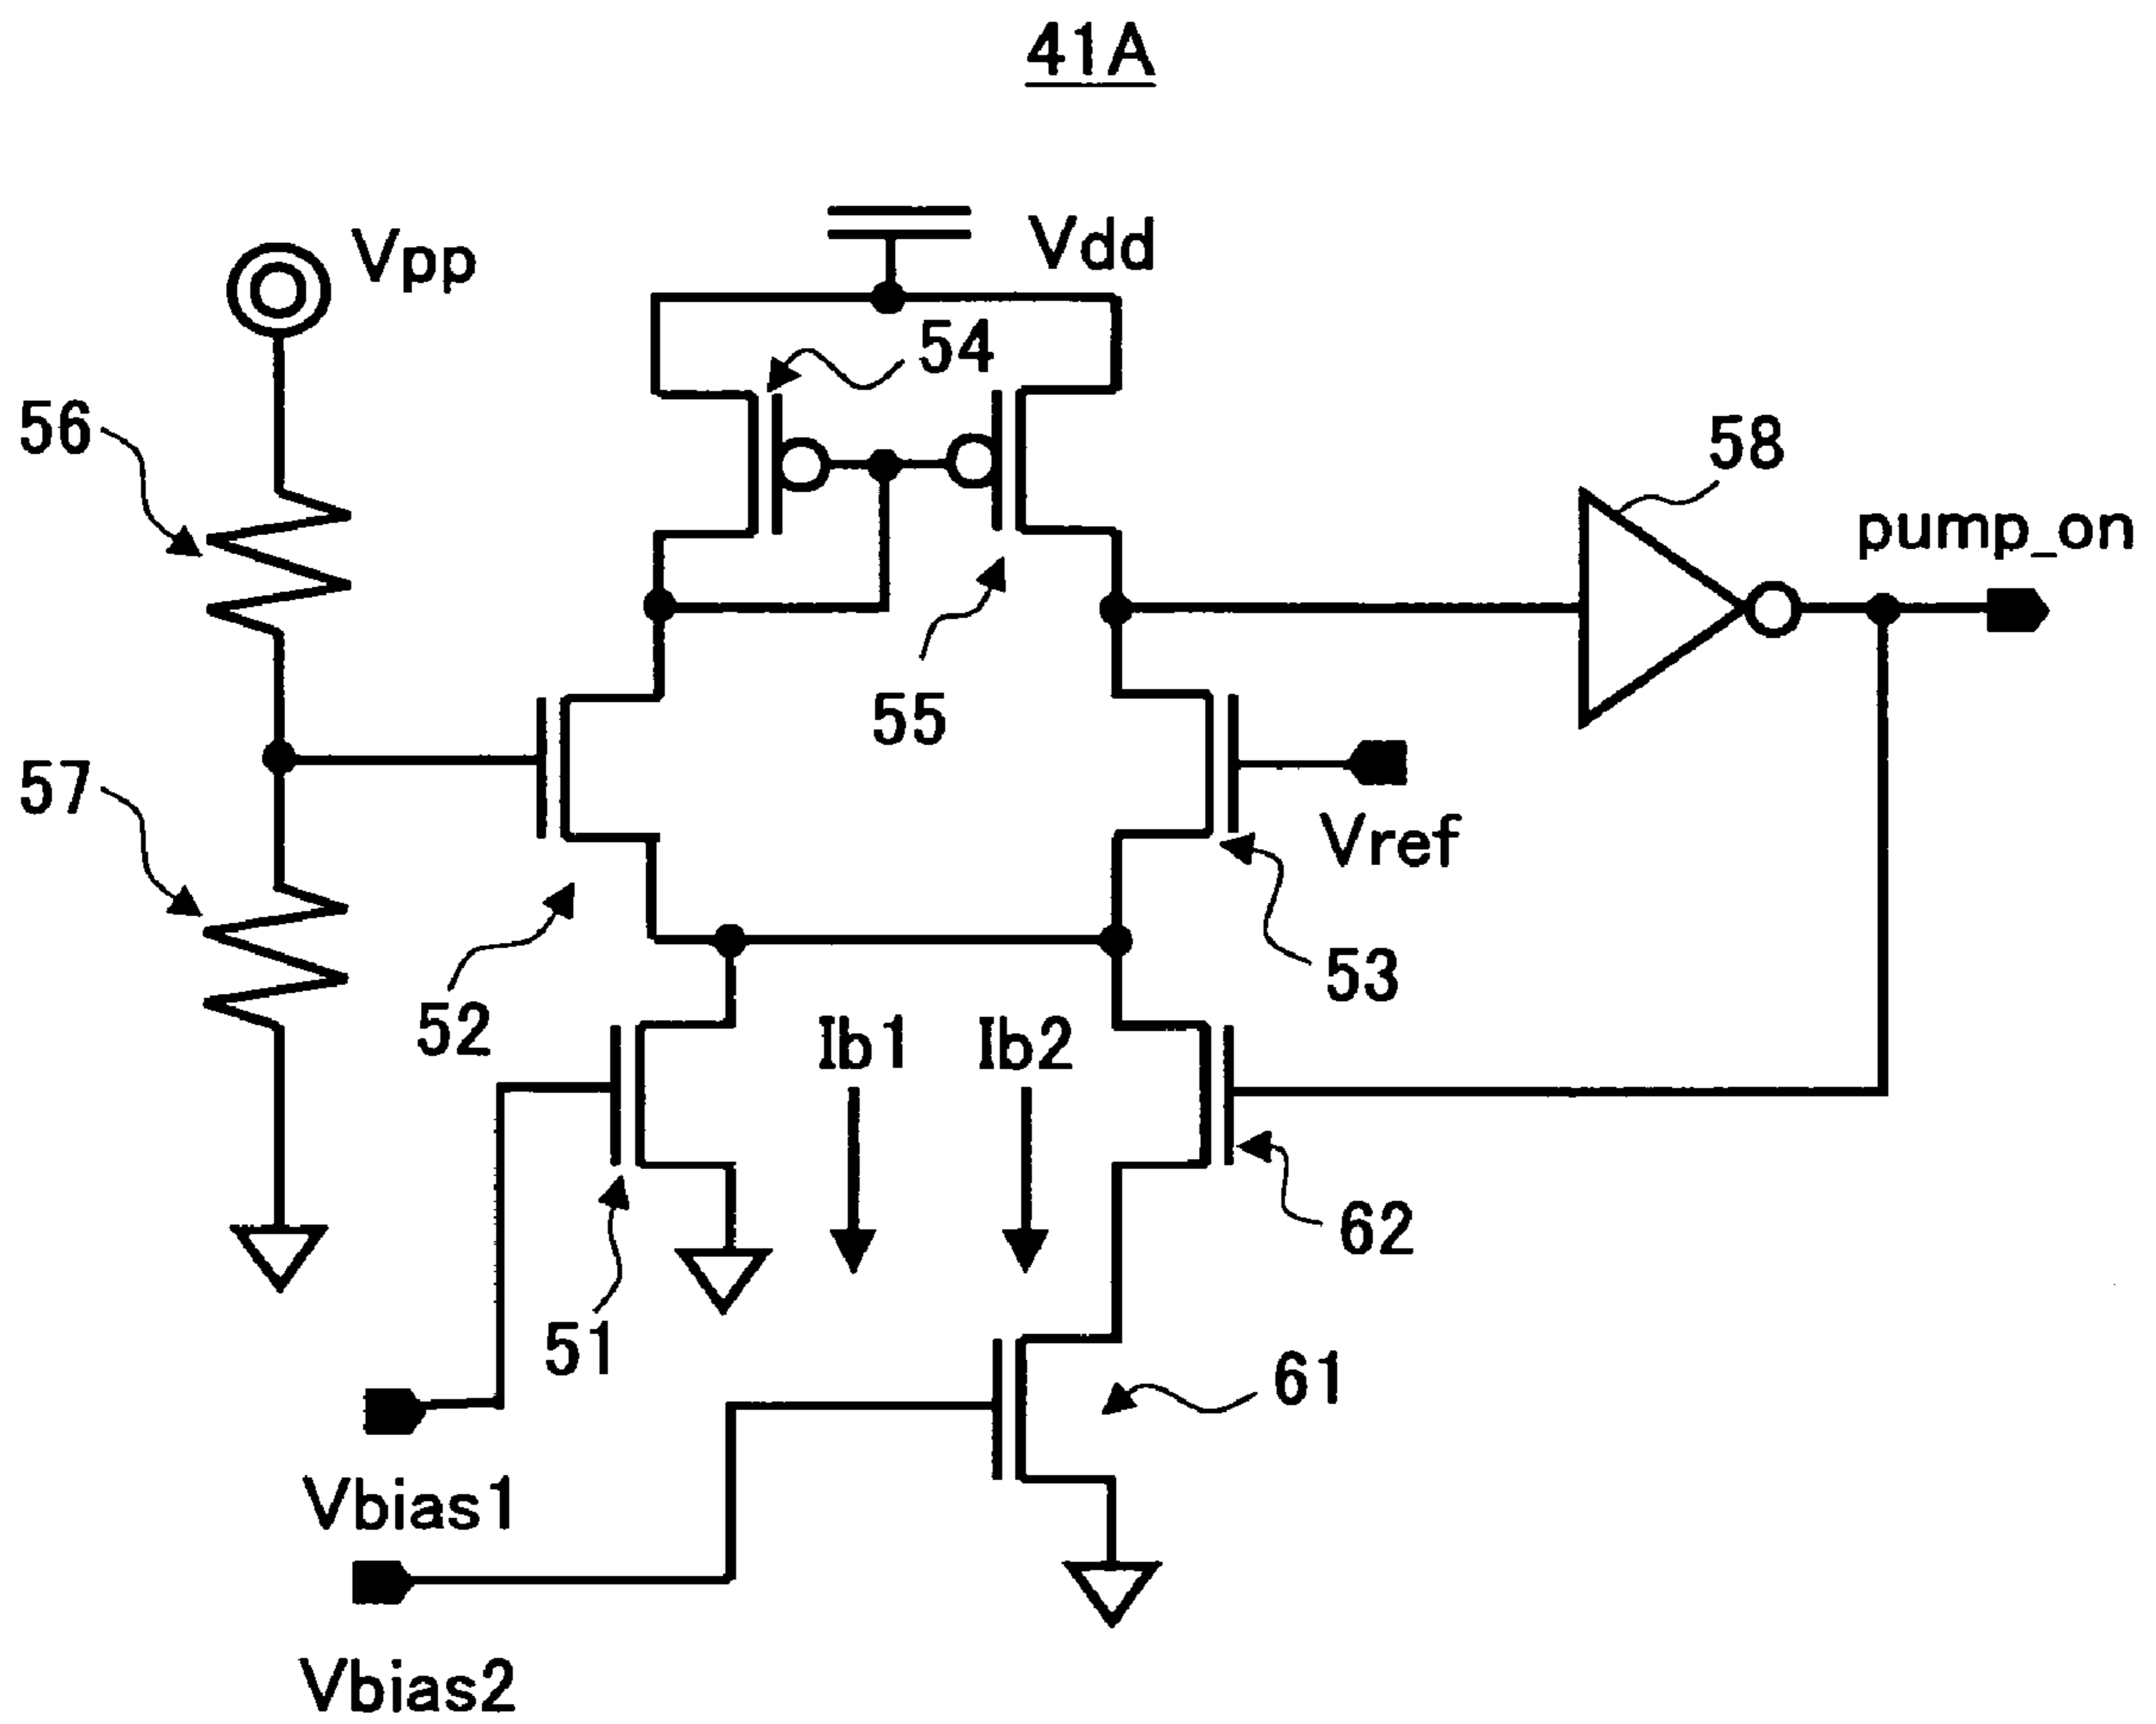 41A
Vpp
Vdd
54
56
58
pump_on
55
57
Vref
52
53
Ib1
Ib2
62
51
61
Vbias1
Vbias2